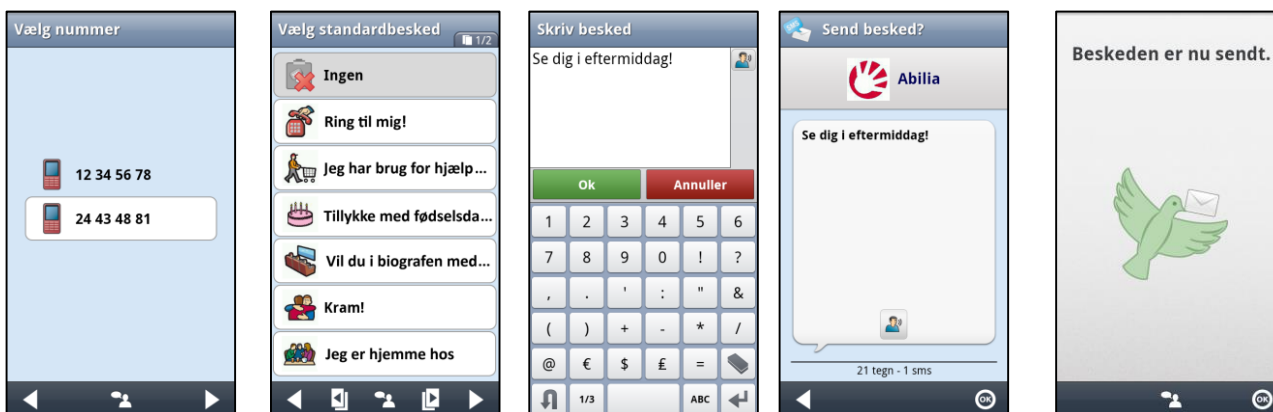 Vælg nummer
12 34 56 78
24 43 48 81
Vælg standardbesked
1/2
Ingen
Ring til mig!
Jeg har brug for hjælp...
Tillykke med fødselsda...
Vil du i biografen med...
Kram!
Jeg er hjemme hos
Skriv besked
Se dig i eftermiddag!
Ok Annuller
1 2 3 4 5 6
7 8 9 0 ! ?
, . ' : " &
( ) + - * /
@ € $ £ =
1/3 ABC
SMS
Send besked?
Abilia
Se dig i eftermiddag!
21 tegn - 1 sms
OK
Beskeden er nu sendt.
OK